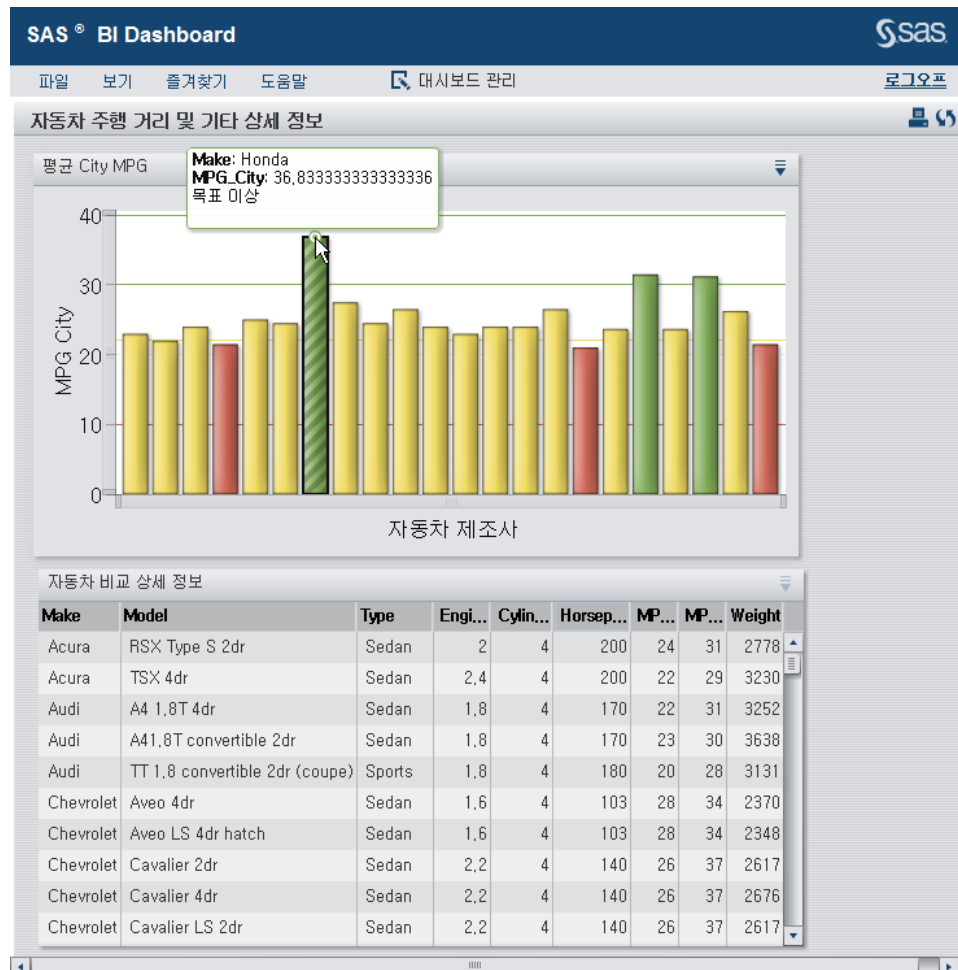 SAS ® BI Dashboard
sas
파일 보기 즐겨찾기 도움말 대시보드 관리 로그오프
자동차 주행 거리 및 기타 상세 정보
평균 City MPG
Make: Honda
MPG_City: 36,833333333333336
목표 이상
40
30
20
10
0
MPG City
자동차 제조사
자동차 비교 상세 정보
Make Model Type Engi... Cylin... Horsep... MP... MP... Weight
Acura RSX Type S 2dr Sedan 2 4 200 24 31 2778
Acura TSX 4dr Sedan 2,4 4 200 22 29 3230
Audi A4 1,8T 4dr Sedan 1,8 4 170 22 31 3252
Audi A41,8T convertible 2dr Sedan 1,8 4 170 23 30 3638
Audi TT 1,8 convertible 2dr (coupe) Sports 1,8 4 180 20 28 3131
Chevrolet Aveo 4dr Sedan 1,6 4 103 28 34 2370
Chevrolet Aveo LS 4dr hatch Sedan 1,6 4 103 28 34 2348
Chevrolet Cavalier 2dr Sedan 2,2 4 140 26 37 2617
Chevrolet Cavalier 4dr Sedan 2,2 4 140 26 37 2676
Chevrolet Cavalier LS 2dr Sedan 2,2 4 140 26 37 2617